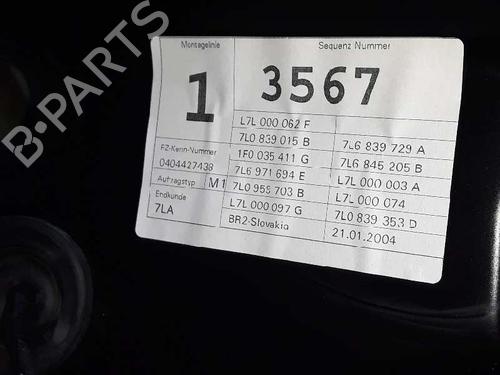 B-PARTS
Montagelinie
Sequenz Nummer
1
3567
FZ-Kenn-Nummer
0404427438
Auftragstyp M1
Endkunde
7LA
L7L 000 062 F
7L0 839 015 B
1F0 035 411 G
7L6 971 694 E
7L0 959 703 B
L7L 000 097 G
BR2-Slovakia
7L6 839 729 A
7L6 845 205 B
L7L 000 003 A
L7L 000 074
7L0 839 353 D
21.01.2004